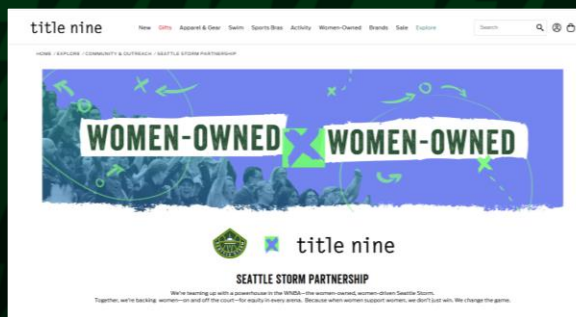 title nine
New Gifts Apparel & Gear Swim Sports Bras Activity Women-Owned Brands Sale Explore
Search
HOME / EXPLORE / COMMUNITY & OUTREACH / SEATTLE STORM PARTNERSHIP
WOMEN-OWNED X WOMEN-OWNED
title nine
SEATTLE STORM PARTNERSHIP
We're teaming up with a powerhouse in the WNBA—the women-owned, women-driven Seattle Storm.
Together, we're backing women—on and off the court—for equity in every arena. Because when women support women, we don't just win. We change the game.